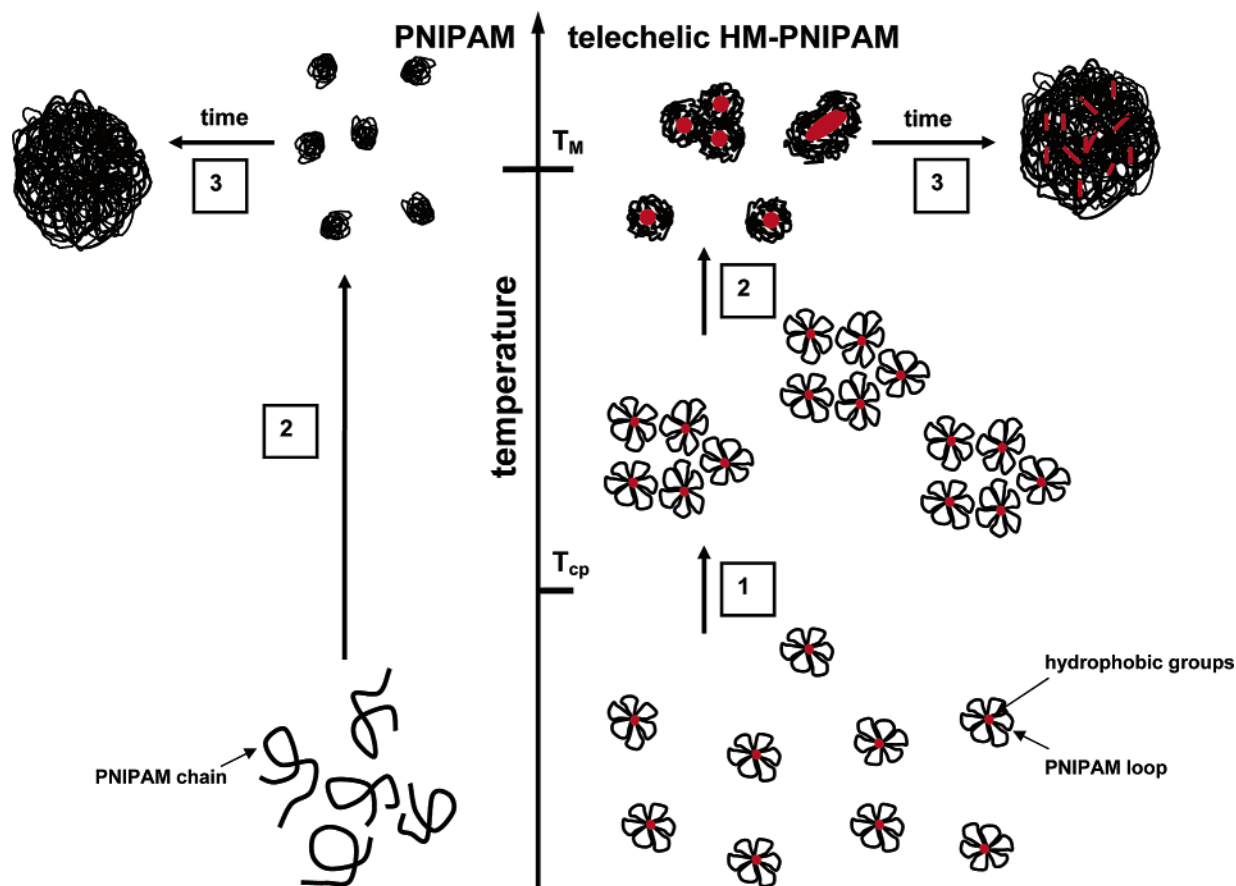 PNIPAM
telechelic HM-PNIPAM
time
3
T_M
time
3
2
temperature
2
T_cp
1
hydrophobic groups
PNIPAM chain
PNIPAM loop